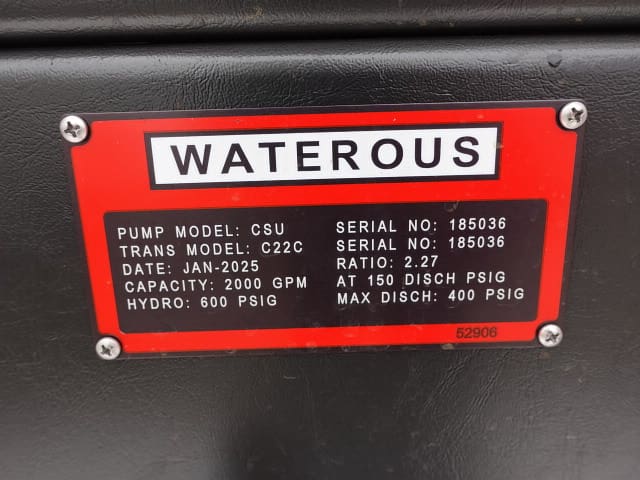 WATEROUS
PUMP MODEL: CSU SERIAL NO: 185036
TRANS MODEL: C22C SERIAL NO: 185036
DATE: JAN-2025 RATIO: 2.27
CAPACITY: 2000 GPM AT 150 DISCH PSIG
HYDRO: 600 PSIG MAX DISCH: 400 PSIG
52906